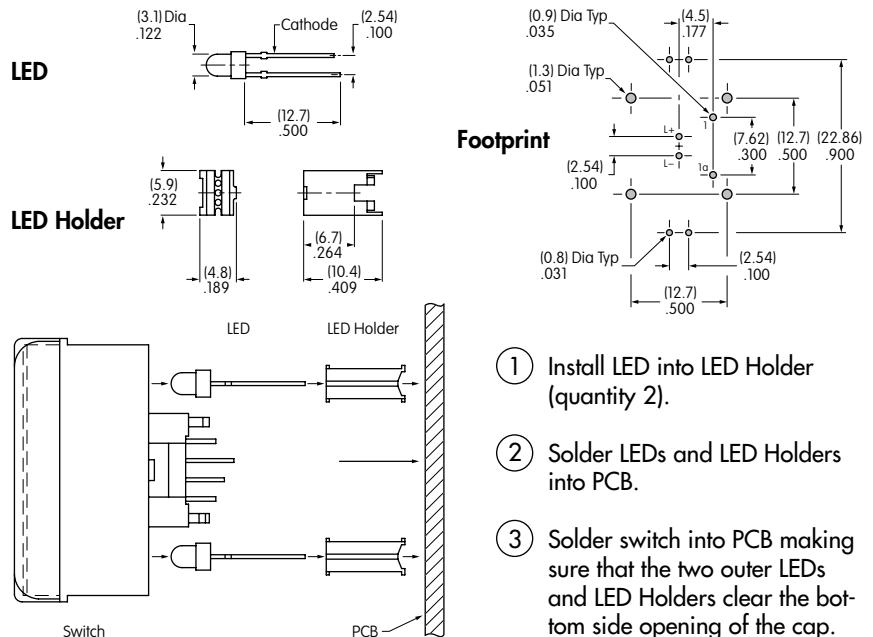 LED
(3.1) Dia
.122
Cathode
(2.54)
.100
(12.7)
.500
LED Holder
(5.9)
.232
(4.8)
.189
(6.7)
.264
(10.4)
.409
Footprint
(0.9) Dia Typ
.035
(4.5)
.177
(1.3) Dia Typ
.051
L+
L–
1
1a
(2.54)
.100
(7.62)
.300
(12.7)
.500
(22.86)
.900
(0.8) Dia Typ
.031
(2.54)
.100
(12.7)
.500
LED
LED Holder
Switch
PCB
1 Install LED into LED Holder
(quantity 2).
2 Solder LEDs and LED Holders
into PCB.
3 Solder switch into PCB making
sure that the two outer LEDs
and LED Holders clear the bot-
tom side opening of the cap.